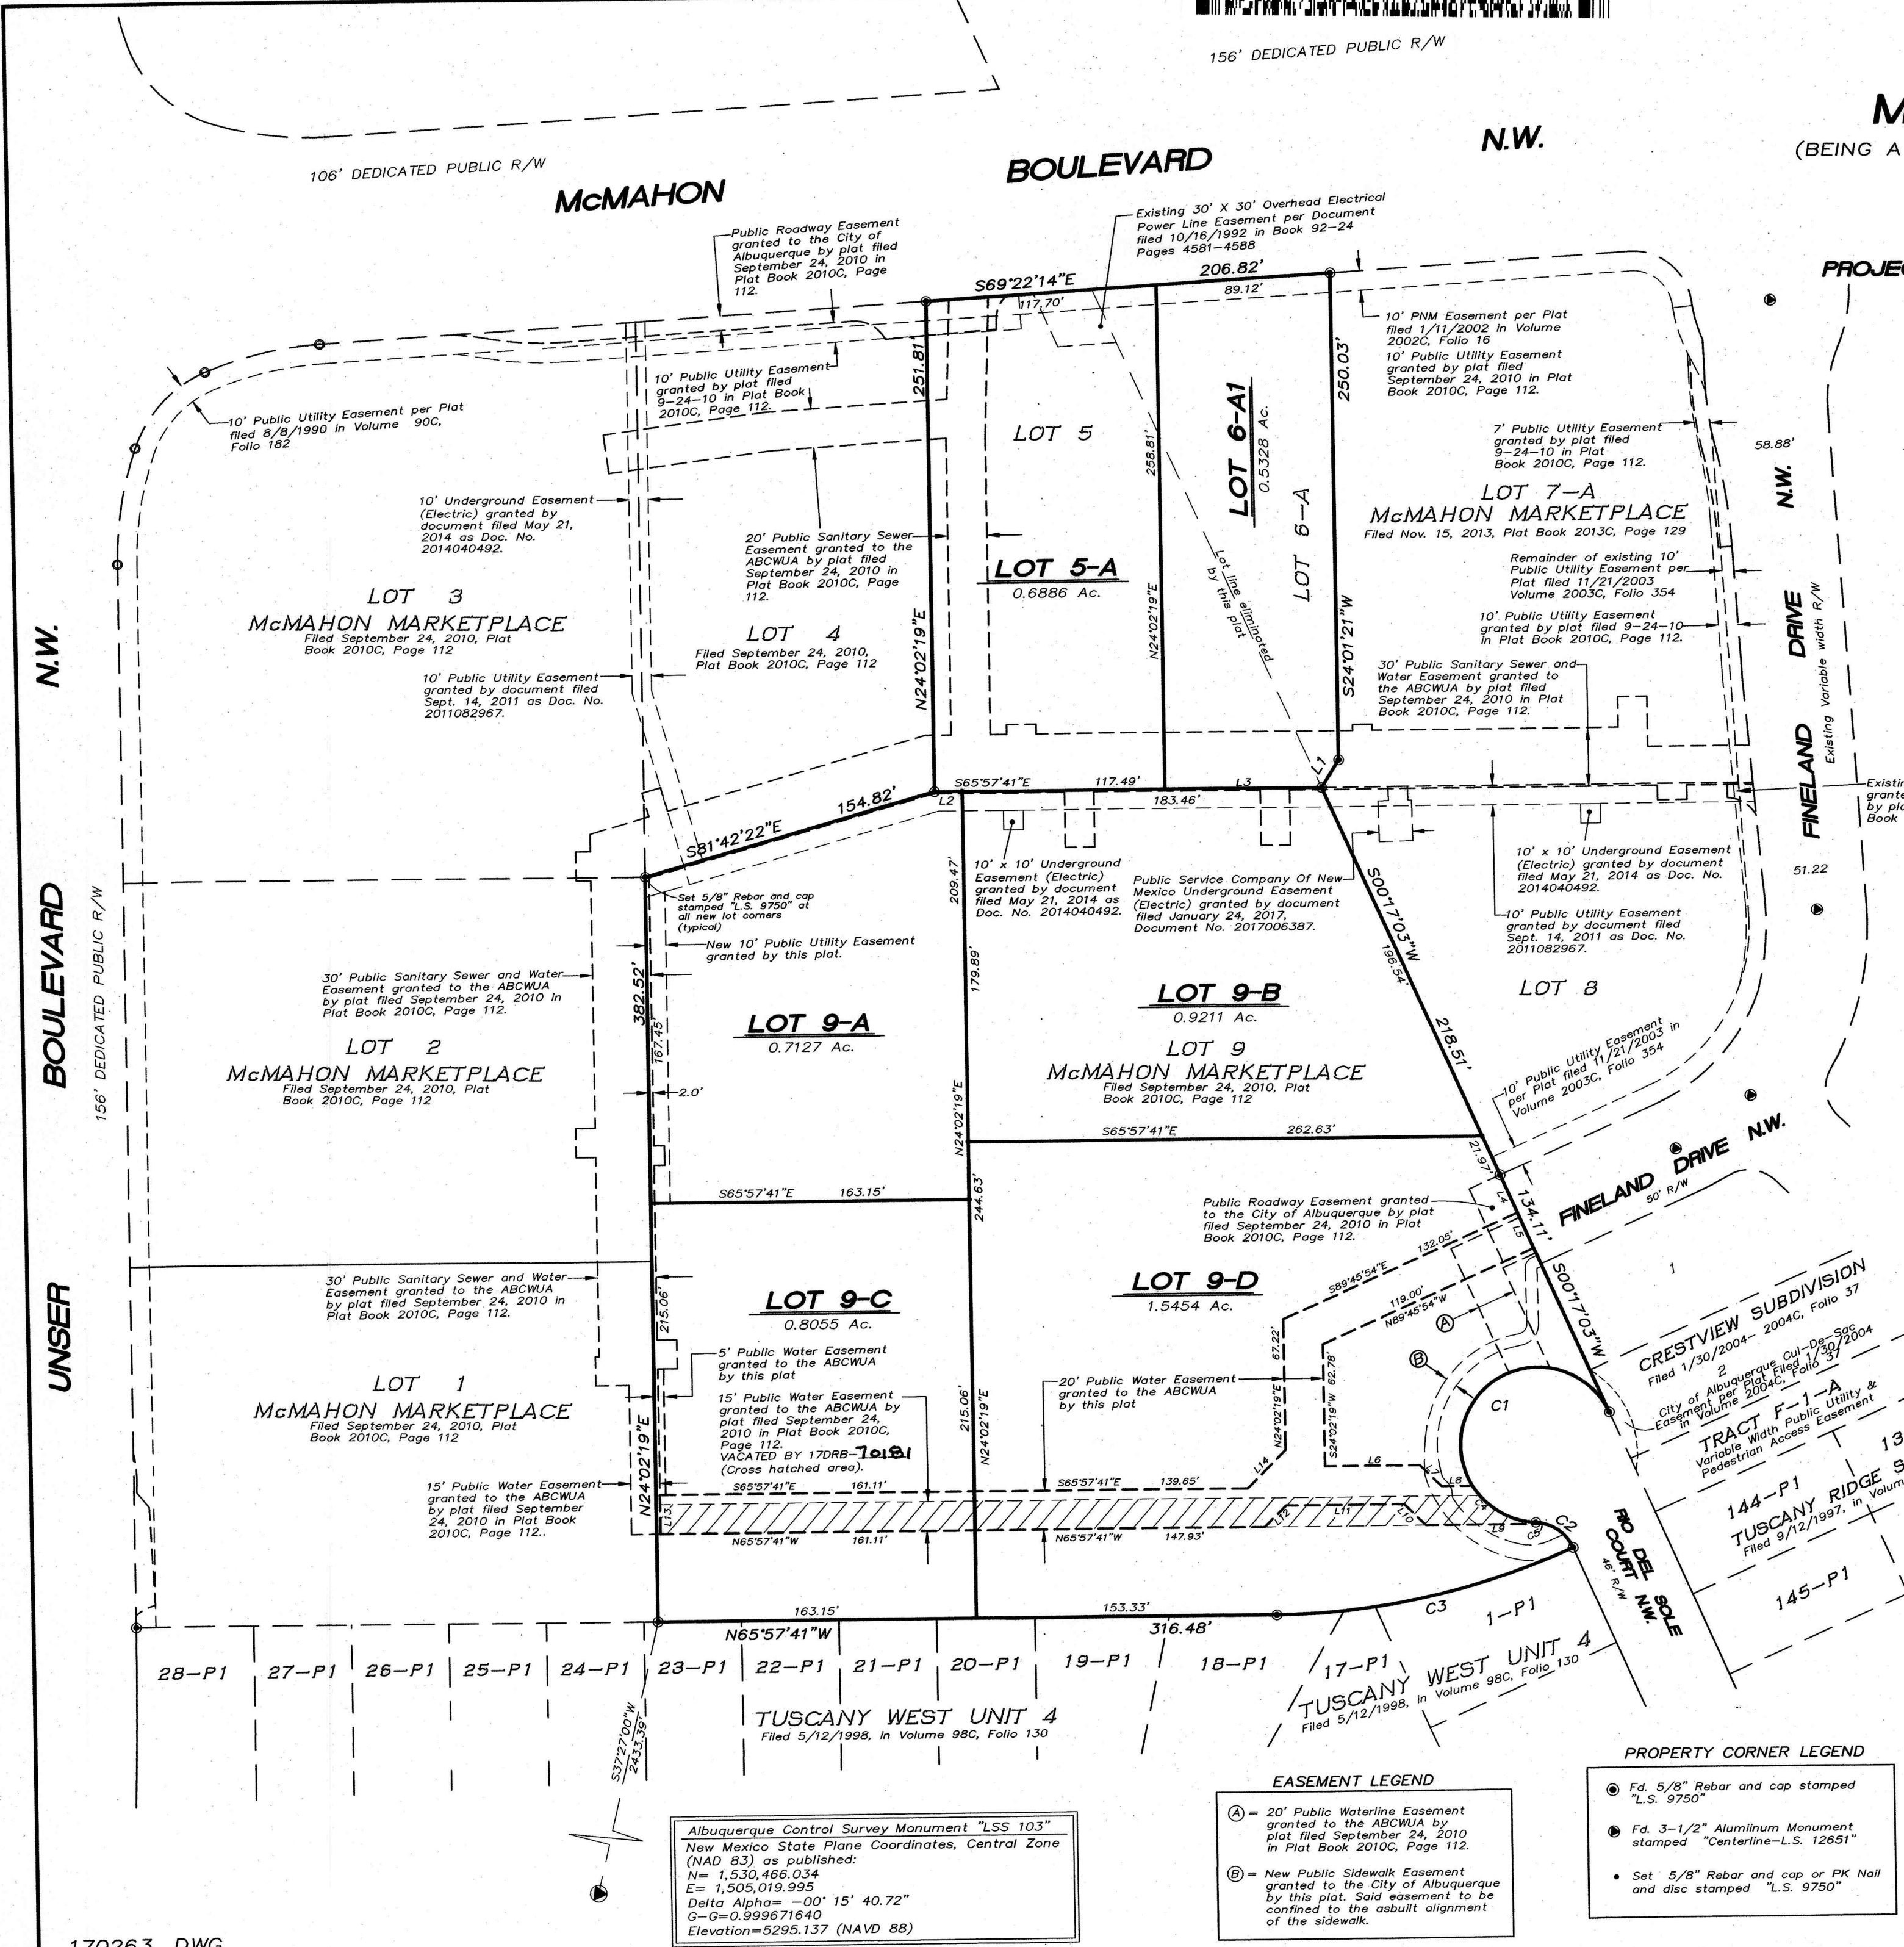 156' DEDICATED PUBLIC R/W
(BEING A
106' DEDICATED PUBLIC R/W
McMAHON
BOULEVARD
N.W.
Public Roadway Easement
granted to the City of
Albuquerque by plat filed
September 24, 2010 in
Plat Book 2010C, Page
112.
Existing 30' X 30' Overhead Electrical
Power Line Easement per Document
filed 10/16/1992 in Book 92-24
Pages 4581-4588
S69°22'14"E
206.82'
117.70'
89.12'
10' PNM Easement per Plat
filed 1/11/2002 in Volume
2002C, Folio 16
10' Public Utility Easement
granted by plat filed
September 24, 2010 in Plat
Book 2010C, Page 112.
10' Public Utility Easement per Plat
filed 8/8/1990 in Volume 90C,
Folio 182
10' Public Utility Easement
granted by plat filed
9-24-10 in Plat Book
2010C, Page 112.
251.81'
N24°02'19"E
LOT 5
258.81'
N24°02'19"E
LOT 6-A1
0.5328 Ac.
LOT 6-A
250.03'
S24°01'21"W
7' Public Utility Easement
granted by plat filed
9-24-10 in Plat
Book 2010C, Page 112.
58.88'
LOT 7-A
McMAHON MARKETPLACE
Filed Nov. 15, 2013, Plat Book 2013C, Page 129
Remainder of existing 10'
Public Utility Easement per
Plat filed 11/21/2003
Volume 2003C, Folio 354
10' Public Utility Easement
granted by plat filed 9-24-10
in Plat Book 2010C, Page 112.
30' Public Sanitary Sewer and
Water Easement granted to
the ABCWUA by plat filed
September 24, 2010 in Plat
Book 2010C, Page 112.
FINELAND DRIVE N.W.
Existing Variable width R/W
10' Underground Easement
(Electric) granted by
document filed May 21,
2014 as Doc. No.
2014040492.
20' Public Sanitary Sewer
Easement granted to the
ABCWUA by plat filed
September 24, 2010 in
Plat Book 2010C, Page
112.
LOT 5-A
0.6886 Ac.
Lot line eliminated
by this plat
LOT 3
McMAHON MARKETPLACE
Filed September 24, 2010, Plat
Book 2010C, Page 112
LOT 4
Filed September 24, 2010,
Plat Book 2010C, Page 112
10' Public Utility Easement
granted by document filed
Sept. 14, 2011 as Doc. No.
2011082967.
UNSER BOULEVARD N.W.
156' DEDICATED PUBLIC R/W
L1
S65°57'41"E
117.49'
L3
L2
183.46'
154.82'
S81°42'22"E
Set 5/8" Rebar and cap
stamped "L.S. 9750" at
all new lot corners
(typical)
New 10' Public Utility Easement
granted by this plat.
209.47'
179.89'
10' x 10' Underground
Easement (Electric)
granted by document
filed May 21, 2014 as
Doc. No. 2014040492.
Public Service Company Of New
Mexico Underground Easement
(Electric) granted by document
filed January 24, 2017,
Document No. 2017006387.
10' x 10' Underground Easement
(Electric) granted by document
filed May 21, 2014 as Doc. No.
2014040492.
51.22
10' Public Utility Easement
granted by document filed
Sept. 14, 2011 as Doc. No.
2011082967.
S00°17'03"W
196.54'
218.51'
LOT 8
30' Public Sanitary Sewer and Water
Easement granted to the ABCWUA
by plat filed September 24, 2010 in
Plat Book 2010C, Page 112.
382.52'
167.45'
2.0'
LOT 9-A
0.7127 Ac.
LOT 9-B
0.9211 Ac.
LOT 9
McMAHON MARKETPLACE
Filed September 24, 2010, Plat
Book 2010C, Page 112
LOT 2
McMAHON MARKETPLACE
Filed September 24, 2010, Plat
Book 2010C, Page 112
10' Public Utility Easement
per Plat filed 11/21/2003 in
Volume 2003C, Folio 354
N24°02'19"E
S65°57'41"E
262.63'
21.97'
S65°57'41"E
163.15'
244.63'
Public Roadway Easement granted
to the City of Albuquerque by plat
filed September 24, 2010 in Plat
Book 2010C, Page 112.
L4
134.11'
L5
FINELAND DRIVE N.W.
50' R/W
30' Public Sanitary Sewer and Water
Easement granted to the ABCWUA
by plat filed September 24, 2010 in
Plat Book 2010C, Page 112.
215.06'
LOT 9-C
0.8055 Ac.
LOT 9-D
1.5454 Ac.
S89°45'54"E
132.05'
119.00'
N89°45'54"W
A
B
S00°17'03"W
1
CRESTVIEW SUBDIVISION
Filed 1/30/2004- 2004C, Folio 37
2
City of Albuquerque Cul-De-Sac
Easement per Plat Filed 1/30/2004
in Volume 2004C, Folio 37
TRACT F-1-A
Variable Width Public Utility &
Pedestrian Access Easement
5' Public Water Easement
granted to the ABCWUA
by this plat
15' Public Water Easement
granted to the ABCWUA by
plat filed September 24,
2010 in Plat Book 2010C,
Page 112.
VACATED BY 17DRB-70181
(Cross hatched area).
20' Public Water Easement
granted to the ABCWUA
by this plat
N24°02'19"E
67.22'
S24°02'19"W
62.78'
215.06'
N24°02'19"E
LOT 1
McMAHON MARKETPLACE
Filed September 24, 2010, Plat
Book 2010C, Page 112
15' Public Water Easement
granted to the ABCWUA
by plat filed September
24, 2010 in Plat Book
2010C, Page 112..
N24°02'19"E
L13
S65°57'41"E
161.11'
S65°57'41"E
139.65'
L14
L6
L7
L8
C1
C4
L12
L11
L10
L9
C5
C2
N65°57'41"W
161.11'
N65°57'41"W
147.93'
163.15'
153.33'
N65°57'41"W
316.48'
C3
1-P1
RIO DEL SOLE
COURT N.W.
46' R/W
144-P1
TUSCANY RIDGE
Filed 9/12/1997, in
145-P1
28-P1
27-P1
26-P1
25-P1
24-P1
23-P1
22-P1
21-P1
20-P1
19-P1
18-P1
17-P1
TUSCANY WEST UNIT 4
Filed 5/12/1998, in Volume 98C, Folio 130
TUSCANY WEST UNIT 4
Filed 5/12/1998, in Volume 98C, Folio 130
S37°27'00"W
2433.39'
Albuquerque Control Survey Monument "LSS 103"
New Mexico State Plane Coordinates, Central Zone
(NAD 83) as published:
N= 1,530,466.034
E= 1,505,019.995
Delta Alpha= -00° 15' 40.72"
G-G=0.999671640
Elevation=5295.137 (NAVD 88)
EASEMENT LEGEND
A = 20' Public Waterline Easement
granted to the ABCWUA by
plat filed September 24, 2010
in Plat Book 2010C, Page 112.
B = New Public Sidewalk Easement
granted to the City of Albuquerque
by this plat. Said easement to be
confined to the asbuilt alignment
of the sidewalk.
PROPERTY CORNER LEGEND
Fd. 5/8" Rebar and cap stamped
"L.S. 9750"
Fd. 3-1/2" Alumiinum Monument
stamped "Centerline-L.S. 12651"
Set 5/8" Rebar and cap or PK Nail
and disc stamped "L.S. 9750"